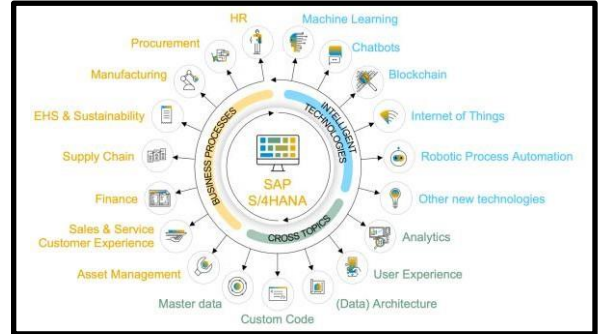 HR
Machine Learning
Procurement
Chatbots
Manufacturing
Blockchain
EHS & Sustainability
Internet of Things
Supply Chain
Robotic Process Automation
Finance
Other new technologies
Sales & Service
Customer Experience
Analytics
Asset Management
User Experience
Master data
(Data) Architecture
Custom Code
BUSINESS PROCESSES
INTELLIGENT
TECHNOLOGIES
CROSS TOPICS
SAP
S/4HANA